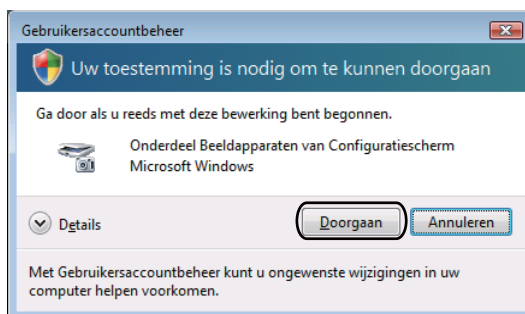 Gebruikersaccountbeheer
Uw toestemming is nodig om te kunnen doorgaan
Ga door als u reeds met deze bewerking bent begonnen.
Onderdeel Beeldapparaten van Configuratiescherm
Microsoft Windows
Details
Doorgaan
Annuleren
Met Gebruikersaccountbeheer kunt u ongewenste wijzigingen in uw
computer helpen voorkomen.